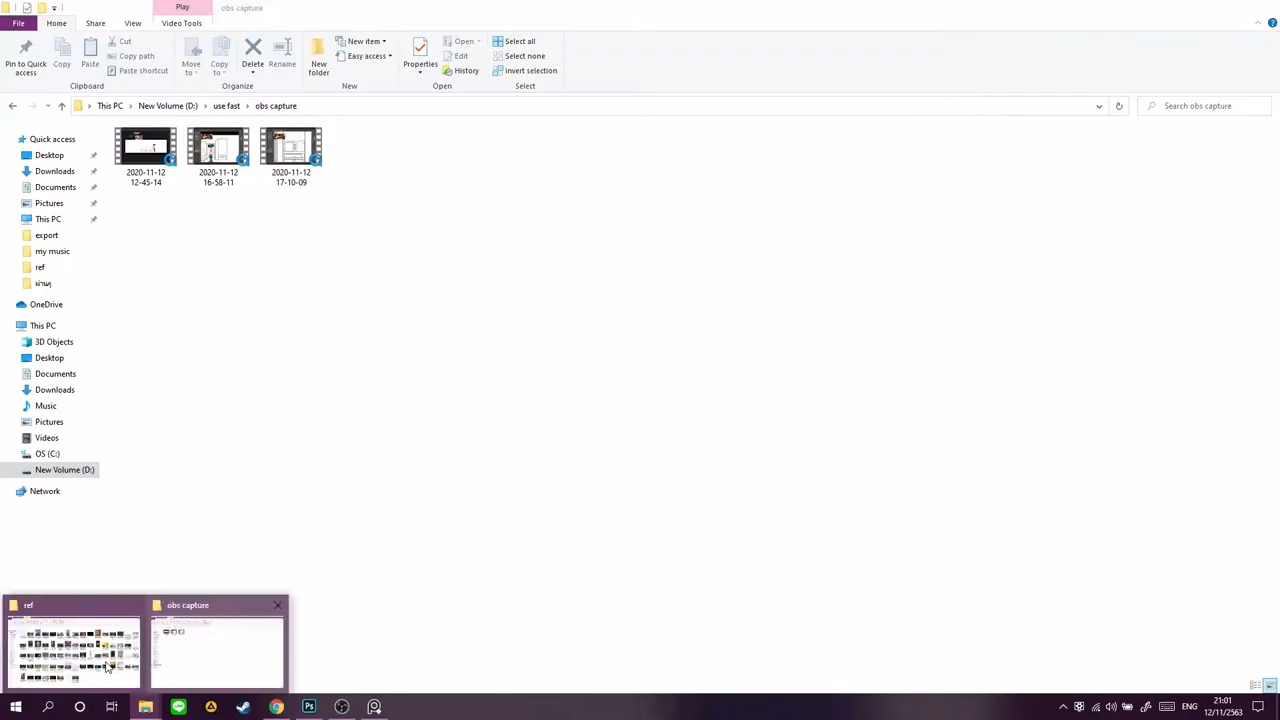 Play
obs capture
File
Home
Share
View
Video Tools
Pin to Quick access
Copy
Paste
Cut
Copy path
Paste shortcut
Clipboard
Move to
Copy to
Delete
Rename
Organize
New folder
New item
Easy access
New
Properties
Open
Edit
History
Open
Select all
Select none
Invert selection
Select
This PC
New Volume (D:)
use fast
obs capture
Search obs capture
Quick access
Desktop
Downloads
Documents
Pictures
This PC
export
my music
ref
ผ่านๆ
OneDrive
This PC
3D Objects
Desktop
Documents
Downloads
Music
Pictures
Videos
OS (C:)
New Volume (D:)
Network
2020-11-12
12-45-14
2020-11-12
16-58-11
2020-11-12
17-10-09
ref
obs capture
ENG
21:01
12/11/2563